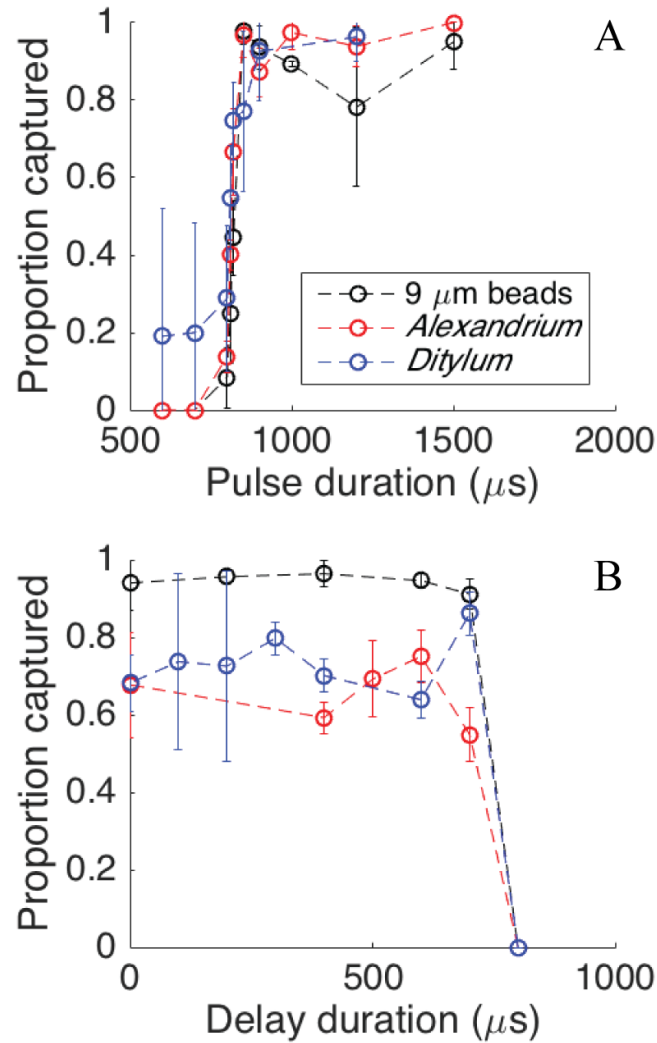 A
Proportion captured
1
0.8
0.6
0.4
0.2
0
9 μm beads
Alexandrium
Ditylum
500
1000
1500
2000
Pulse duration (μs)
B
Proportion captured
1
0.8
0.6
0.4
0.2
0
0
500
1000
Delay duration (μs)